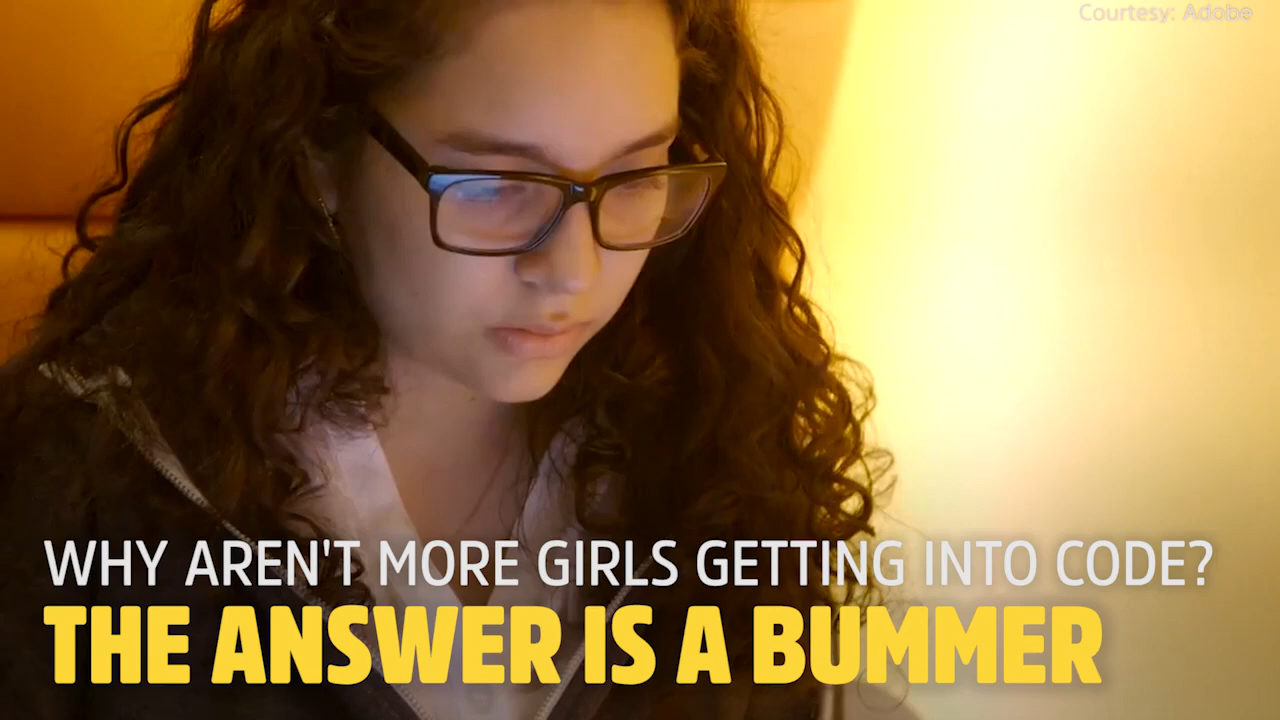 Courtesy: Adobe
WHY AREN'T MORE GIRLS GETTING INTO CODE?
THE ANSWER IS A BUMMER